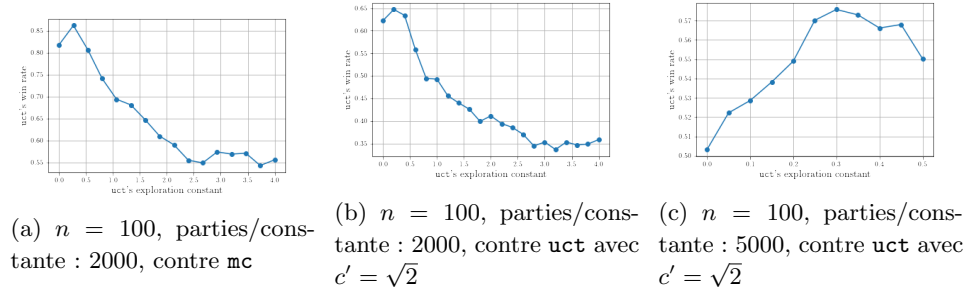 0.85
0.80
0.75
0.70
0.65
0.60
0.55
uct's win rate
0.0 0.5 1.0 1.5 2.0 2.5 3.0 3.5 4.0
uct's exploration constant
(a) n = 100, parties/cons-
tante : 2000, contre mc
0.65
0.60
0.55
0.50
0.45
0.40
0.35
uct's win rate
0.0 0.5 1.0 1.5 2.0 2.5 3.0 3.5 4.0
uct's exploration constant
(b) n = 100, parties/cons-
tante : 2000, contre uct avec
c′ = √2
0.57
0.56
0.55
0.54
0.53
0.52
0.51
0.50
uct's win rate
0.0 0.1 0.2 0.3 0.4 0.5
uct's exploration constant
(c) n = 100, parties/cons-
tante : 5000, contre uct avec
c′ = √2